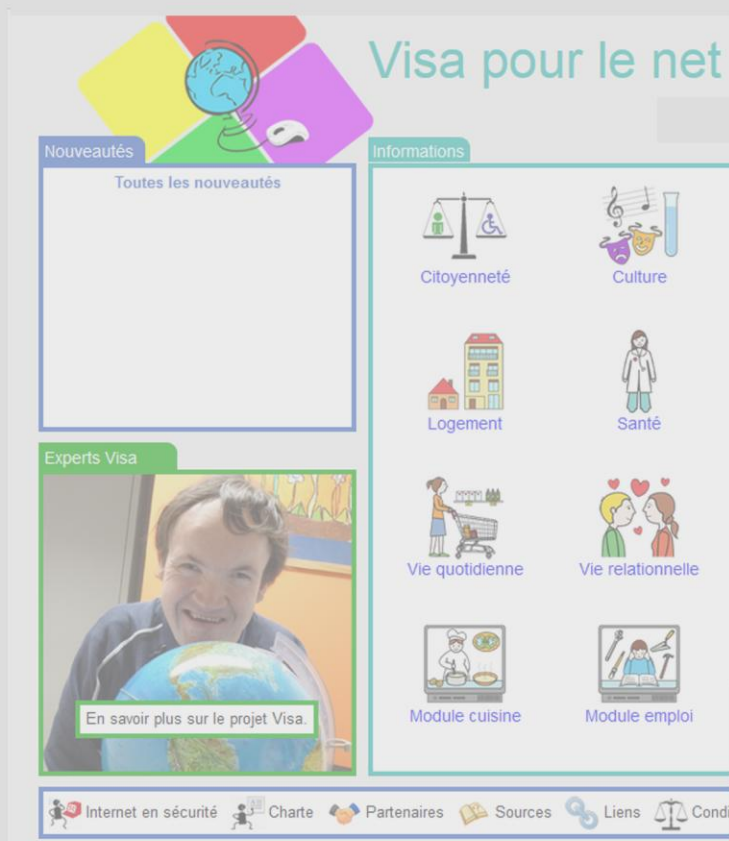 Visa pour le net
Nouveautés
Toutes les nouveautés
Experts Visa
En savoir plus sur le projet Visa.
Informations
Citoyenneté
Culture
Logement
Santé
Vie quotidienne
Vie relationnelle
Module cuisine
Module emploi
Internet en sécurité Charte Partenaires Sources Liens Condi